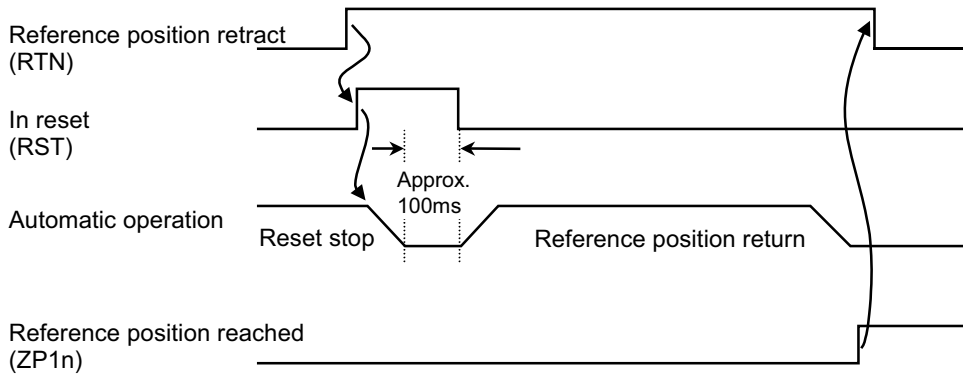 Reference position retract
(RTN)
In reset
(RST)
Approx.
100ms
Automatic operation
Reset stop
Reference position return
Reference position reached
(ZP1n)